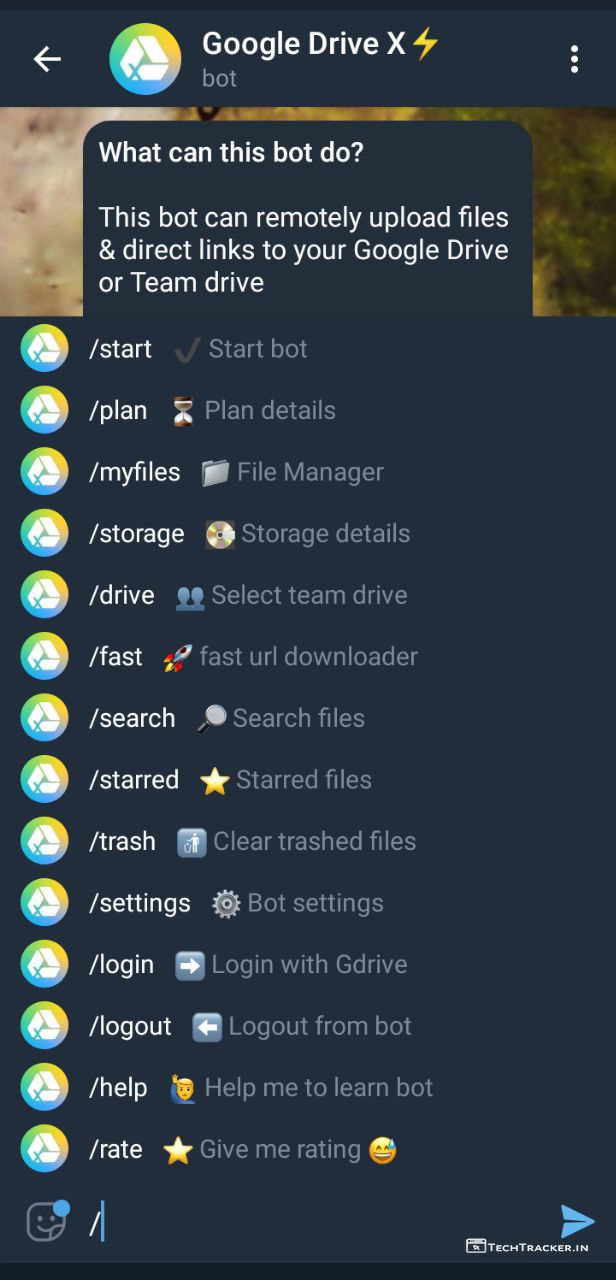 Google Drive X⚡
bot
What can this bot do?
This bot can remotely upload files
& direct links to your Google Drive
or Team drive
/start ✔ Start bot
/plan ⏳ Plan details
/myfiles 📁 File Manager
/storage 💽 Storage details
/drive 👥 Select team drive
/fast 🚀 fast url downloader
/search 🔎 Search files
/starred ⭐ Starred files
/trash 🚮 Clear trashed files
/settings ⚙ Bot settings
/login ➡ Login with Gdrive
/logout ⬅ Logout from bot
/help 🙋‍♂ Help me to learn bot
/rate ⭐ Give me rating 😅
/
TECHTRACKER.IN